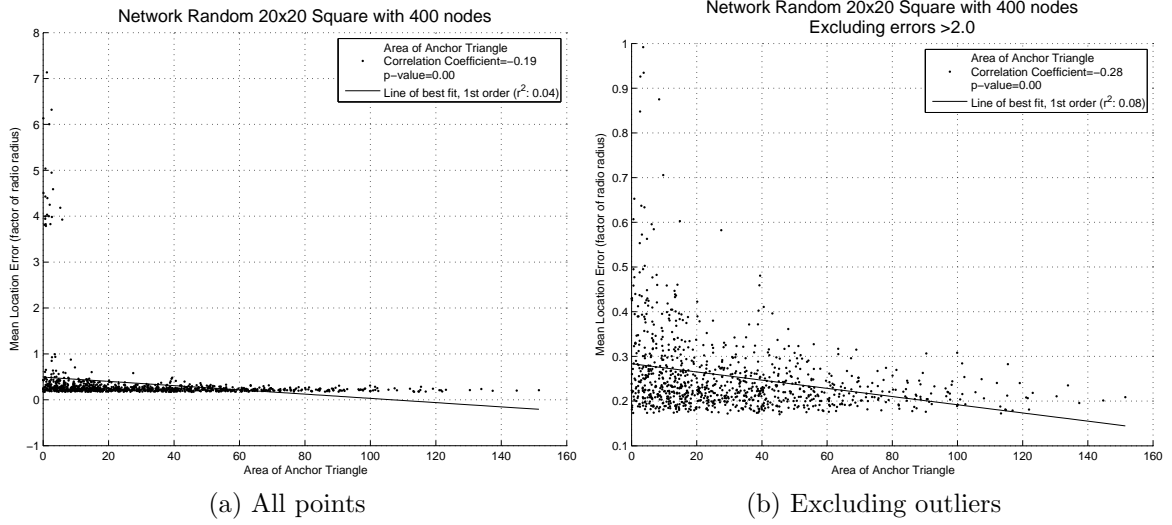 Network Random 20x20 Square with 400 nodes
8
7
6
5
4
3
2
1
0
−1
Mean Location Error (factor of radio radius)
0
20
40
60
80
100
120
140
160
Area of Anchor Triangle
Area of Anchor Triangle
Correlation Coefficient=−0.19
p−value=0.00
Line of best fit, 1st order (r²: 0.04)
(a) All points
Network Random 20x20 Square with 400 nodes
Excluding errors >2.0
1
0.9
0.8
0.7
0.6
0.5
0.4
0.3
0.2
0.1
Mean Location Error (factor of radio radius)
0
20
40
60
80
100
120
140
160
Area of Anchor Triangle
Area of Anchor Triangle
Correlation Coefficient=−0.28
p−value=0.00
Line of best fit, 1st order (r²: 0.08)
(b) Excluding outliers